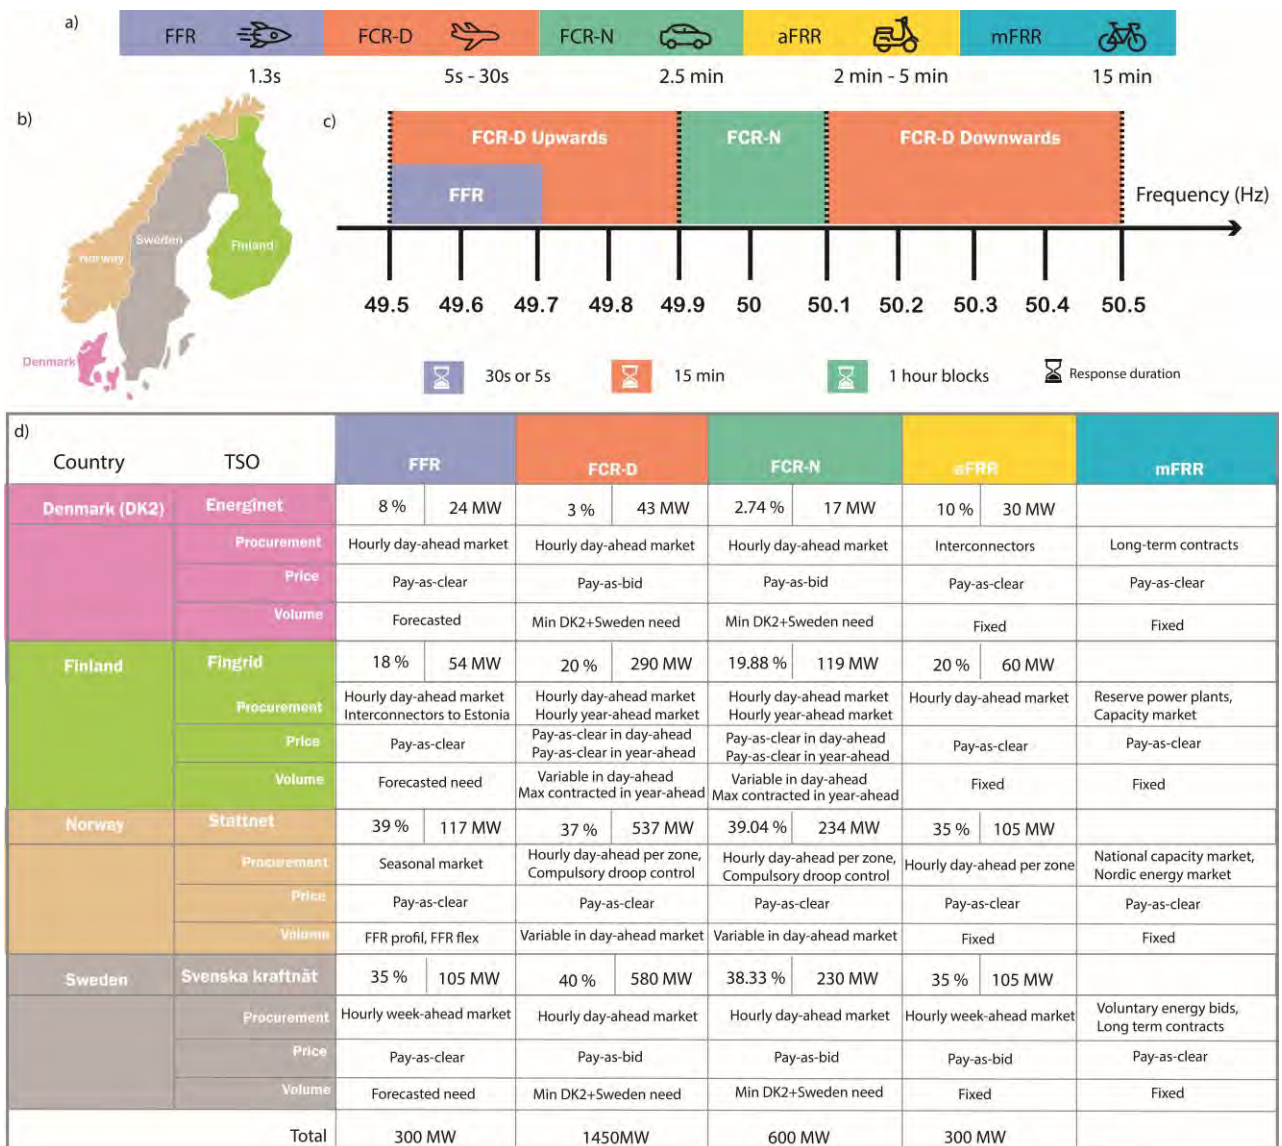 a)
FFR
FCR-D
FCR-N
aFRR
mFRR
1.3s
5s - 30s
2.5 min
2 min - 5 min
15 min
b)
Sweden
Norway
Finland
Denmark
c)
FCR-D Upwards
FCR-N
FCR-D Downwards
FFR
Frequency (Hz)
49.5 49.6 49.7 49.8 49.9 50 50.1 50.2 50.3 50.4 50.5
30s or 5s
15 min
1 hour blocks
Response duration
d)
Country TSO FFR FCR-D FCR-N aFRR mFRR
Denmark (DK2) Energinet 8 % 24 MW 3 % 43 MW 2.74 % 17 MW 10 % 30 MW
Procurement Hourly day-ahead market Hourly day-ahead market Hourly day-ahead market Interconnectors Long-term contracts
Price Pay-as-clear Pay-as-bid Pay-as-bid Pay-as-clear Pay-as-clear
Volume Forecasted Min DK2+Sweden need Min DK2+Sweden need Fixed Fixed
Finland Fingrid 18 % 54 MW 20 % 290 MW 19.88 % 119 MW 20 % 60 MW
Hourly day-ahead market Hourly day-ahead market Hourly day-ahead market Hourly day-ahead market Reserve power plants,
Procurement Interconnectors to Estonia Hourly year-ahead market Hourly year-ahead market Capacity market
Price Pay-as-clear Pay-as-clear in day-ahead Pay-as-clear in day-ahead Pay-as-clear Pay-as-clear
Pay-as-clear in year-ahead Pay-as-clear in year-ahead
Volume Forecasted need Variable in day-ahead Variable in day-ahead Fixed Fixed
Max contracted in year-ahead Max contracted in year-ahead
Norway Stattnet 39 % 117 MW 37 % 537 MW 39.04 % 234 MW 35 % 105 MW
Procurement Seasonal market Hourly day-ahead per zone, Hourly day-ahead per zone, Hourly day-ahead per zone National capacity market,
Compulsory droop control Compulsory droop control Nordic energy market
Price Pay-as-clear Pay-as-clear Pay-as-clear Pay-as-clear Pay-as-clear
Volume FFR profil, FFR flex Variable in day-ahead market Variable in day-ahead market Fixed Fixed
Sweden Svenska kraftnät 35 % 105 MW 40 % 580 MW 38.33 % 230 MW 35 % 105 MW
Procurement Hourly week-ahead market Hourly day-ahead market Hourly day-ahead market Hourly week-ahead market Voluntary energy bids,
Long term contracts
Price Pay-as-clear Pay-as-bid Pay-as-bid Pay-as-bid Pay-as-clear
Volume Forecasted need Min DK2+Sweden need Min DK2+Sweden need Fixed Fixed
Total 300 MW 1450MW 600 MW 300 MW